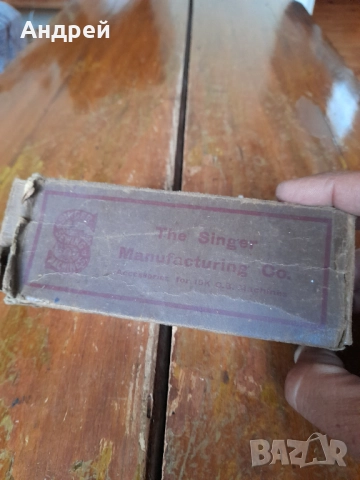 Андрей
The Singer
Manufacturing Co.
BAZAR